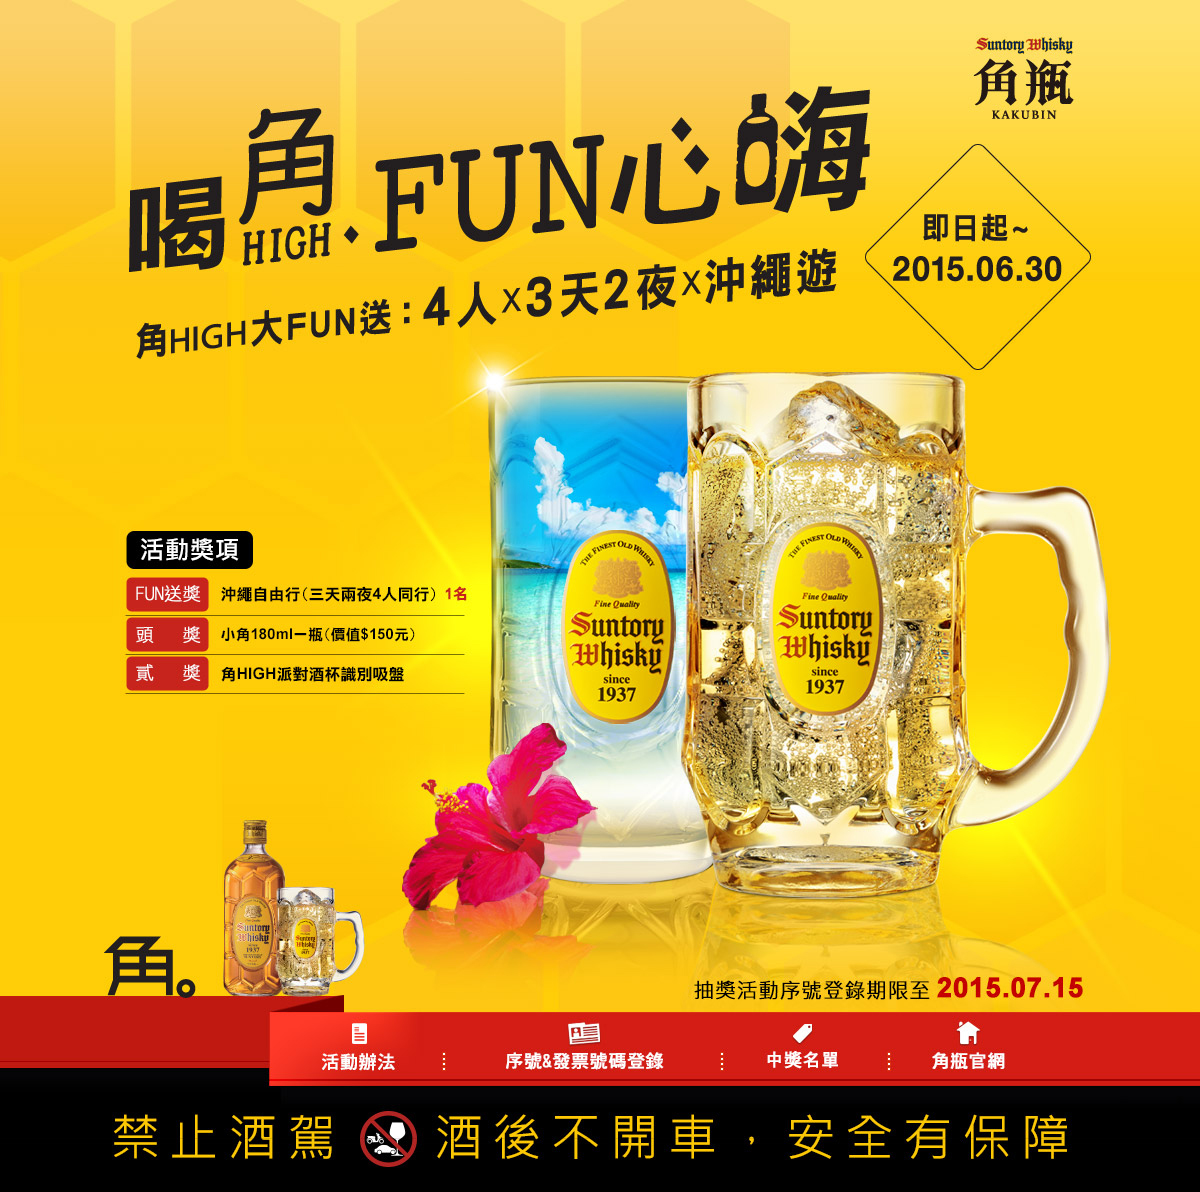 Suntory Whisky
角瓶
KAKUBIN
喝角HIGH·FUN心嗨
角HIGH大FUN送：4人x3天2夜x沖繩遊
即日起~
2015.06.30
活動獎項
FUN送獎 沖繩自由行(三天兩夜4人同行) 1名
頭 獎 小角180ml一瓶(價值$150元)
貳 獎 角HIGH派對酒杯識別吸盤
THE FINEST OLD WHISKY
Fine Quality
Suntory
Whisky
since
1937
THE FINEST OLD WHISKY
Fine Quality
Suntory
Whisky
since
1937
Suntory
Whisky
1937
Suntory
Whisky
角。
抽獎活動序號登錄期限至 2015.07.15
活動辦法
序號&發票號碼登錄
中獎名單
角瓶官網
禁止酒駕 酒後不開車，安全有保障